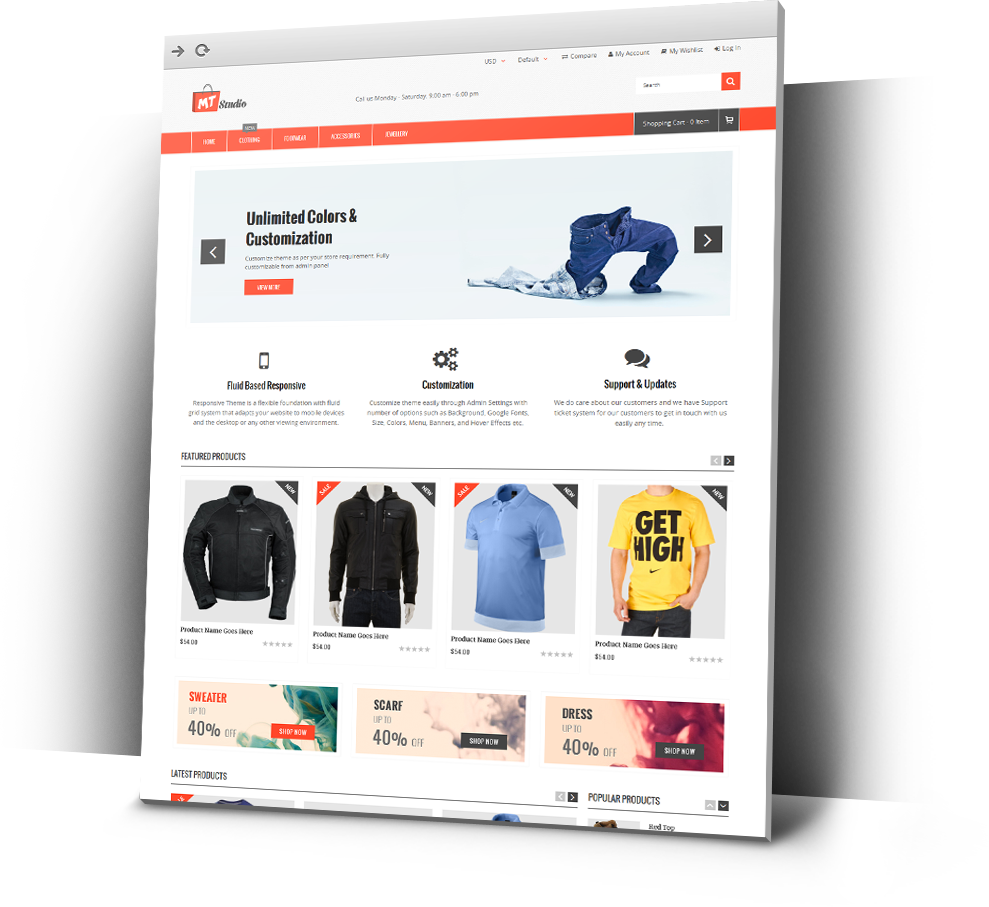 USD Default Compare My Account My Wishlist Log In
MT Studio
Call us Monday - Saturday: 9:00 am - 6:00 pm
Search
Shopping Cart - 0 item
NEW
HOME CLOTHING FOOTWEAR ACCESSORIES JEWELLERY
Unlimited Colors &
Customization
Customize theme as per your store requirement. Fully
customizable from admin panel
VIEW MORE
Fluid Based Responsive
Responsive Theme is a flexible foundation with fluid
grid system that adapts your website to mobile devices
and the desktop or any other viewing environment.
Customization
Customize theme easily through Admin Settings with
number of options such as Background, Google Fonts,
Size, Colors, Menu, Banners, and Hover Effects etc.
Support & Updates
We do care about our customers and we have Support
ticket system for our customers to get in touch with us
easily any time.
FEATURED PRODUCTS
NEW
SALE NEW
SALE NEW
NEW
GET
HIGH
Product Name Goes Here
$54.00
Product Name Goes Here
$54.00
Product Name Goes Here
$54.00
Product Name Goes Here
$54.00
SWEATER
UP TO
40% OFF
SHOP NOW
SCARF
UP TO
40% OFF
SHOP NOW
DRESS
UP TO
40% OFF
SHOP NOW
LATEST PRODUCTS
POPULAR PRODUCTS
Red Top